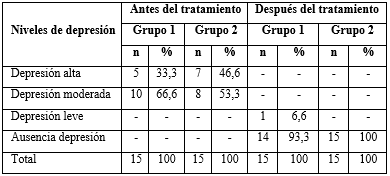 Niveles de depresión Antes del tratamiento Después del tratamiento
Grupo 1 Grupo 2 Grupo 1 Grupo 2
n % n % n % n %
Depresión alta 5 33,3 7 46,6 - - - -
Depresión moderada 10 66,6 8 53,3 - - - -
Depresión leve - - - - 1 6,6 - -
Ausencia depresión - - - - 14 93,3 15 100
Total 15 100 15 100 15 100 15 100